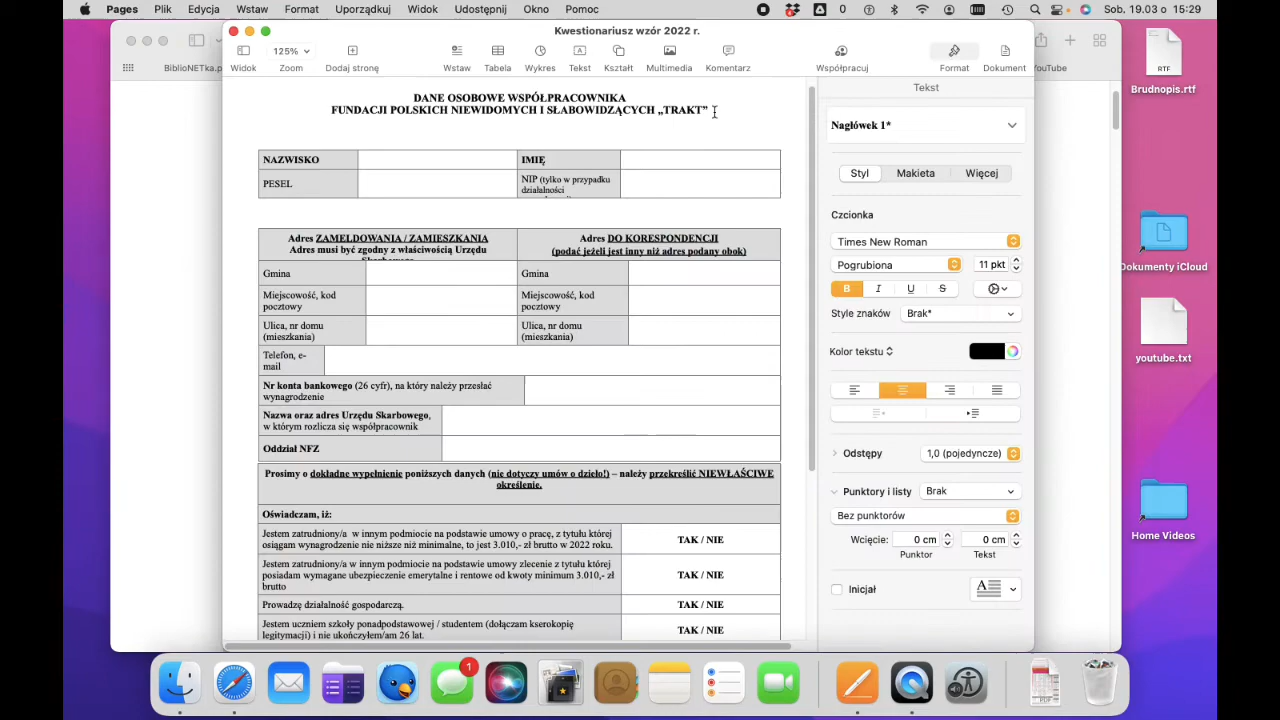 Pages Plik Edycja Wstaw Format Uporządkuj Widok Udostępnij Okno Pomoc 0 Sob. 19.03 o 15:29
Kwestionariusz wzór 2022 r.
125%
Widok Zoom Dodaj stronę Wstaw Tabela Wykres Tekst Kształt Multimedia Komentarz Współpracuj Format Dokument
BiblioNETka.p
YouTube
DANE OSOBOWE WSPÓŁPRACOWNIKA
FUNDACJI POLSKICH NIEWIDOMYCH I SŁABOWIDZĄCYCH „TRAKT”
NAZWISKO IMIĘ
PESEL NIP (tylko w przypadku
działalności
Adres ZAMELDOWANIA / ZAMIESZKANIA
Adres musi być zgodny z właściwością Urzędu
Skarbowego
Adres DO KORESPONDENCJI
(podać jeżeli jest inny niż adres podany obok)
Gmina Gmina
Miejscowość, kod
pocztowy
Miejscowość, kod
pocztowy
Ulica, nr domu
(mieszkania)
Ulica, nr domu
(mieszkania)
Telefon, e-
mail
Nr konta bankowego (26 cyfr), na który należy przesłać
wynagrodzenie
Nazwa oraz adres Urzędu Skarbowego,
w którym rozlicza się współpracownik
Oddział NFZ
Prosimy o dokładne wypełnienie poniższych danych (nie dotyczy umów o dzieło!) – należy przekreślić NIEWŁAŚCIWE
określenie.
Oświadczam, iż:
Jestem zatrudniony/a w innym podmiocie na podstawie umowy o pracę, z tytułu której
osiągam wynagrodzenie nie niższe niż minimalne, to jest 3.010,- zł brutto w 2022 roku.
TAK / NIE
Jestem zatrudniony/a w innym podmiocie na podstawie umowy zlecenie z tytułu której
posiadam wymagane ubezpieczenie emerytalne i rentowe od kwoty minimum 3.010,- zł
brutto
TAK / NIE
Prowadzę działalność gospodarczą. TAK / NIE
Jestem uczniem szkoły ponadpodstawowej / studentem (dołączam kserokopię
legitymacji) i nie ukończyłem/am 26 lat.
TAK / NIE
Tekst
Nagłówek 1*
Styl Makieta Więcej
Czcionka
Times New Roman
Pogrubiona 11 pkt
B I U S
Style znaków Brak*
Kolor tekstu
Odstępy 1,0 (pojedyncze)
Punktory i listy Brak
Bez punktorów
Wcięcie: 0 cm 0 cm
Punktor Tekst
Inicjał A
RTF
Brudnopis.rtf
Dokumenty iCloud
youtube.txt
Home Videos
1
PDF